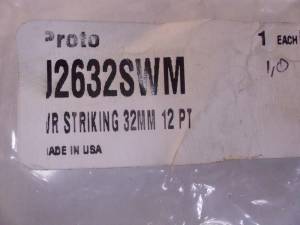 Proto
1 EACH
1,0
J2632SWM
WR STRIKING 32MM 12 PT
MADE IN USA